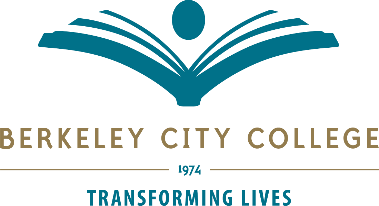 BERKELEY CITY COLLEGE
1974
TRANSFORMING LIVES